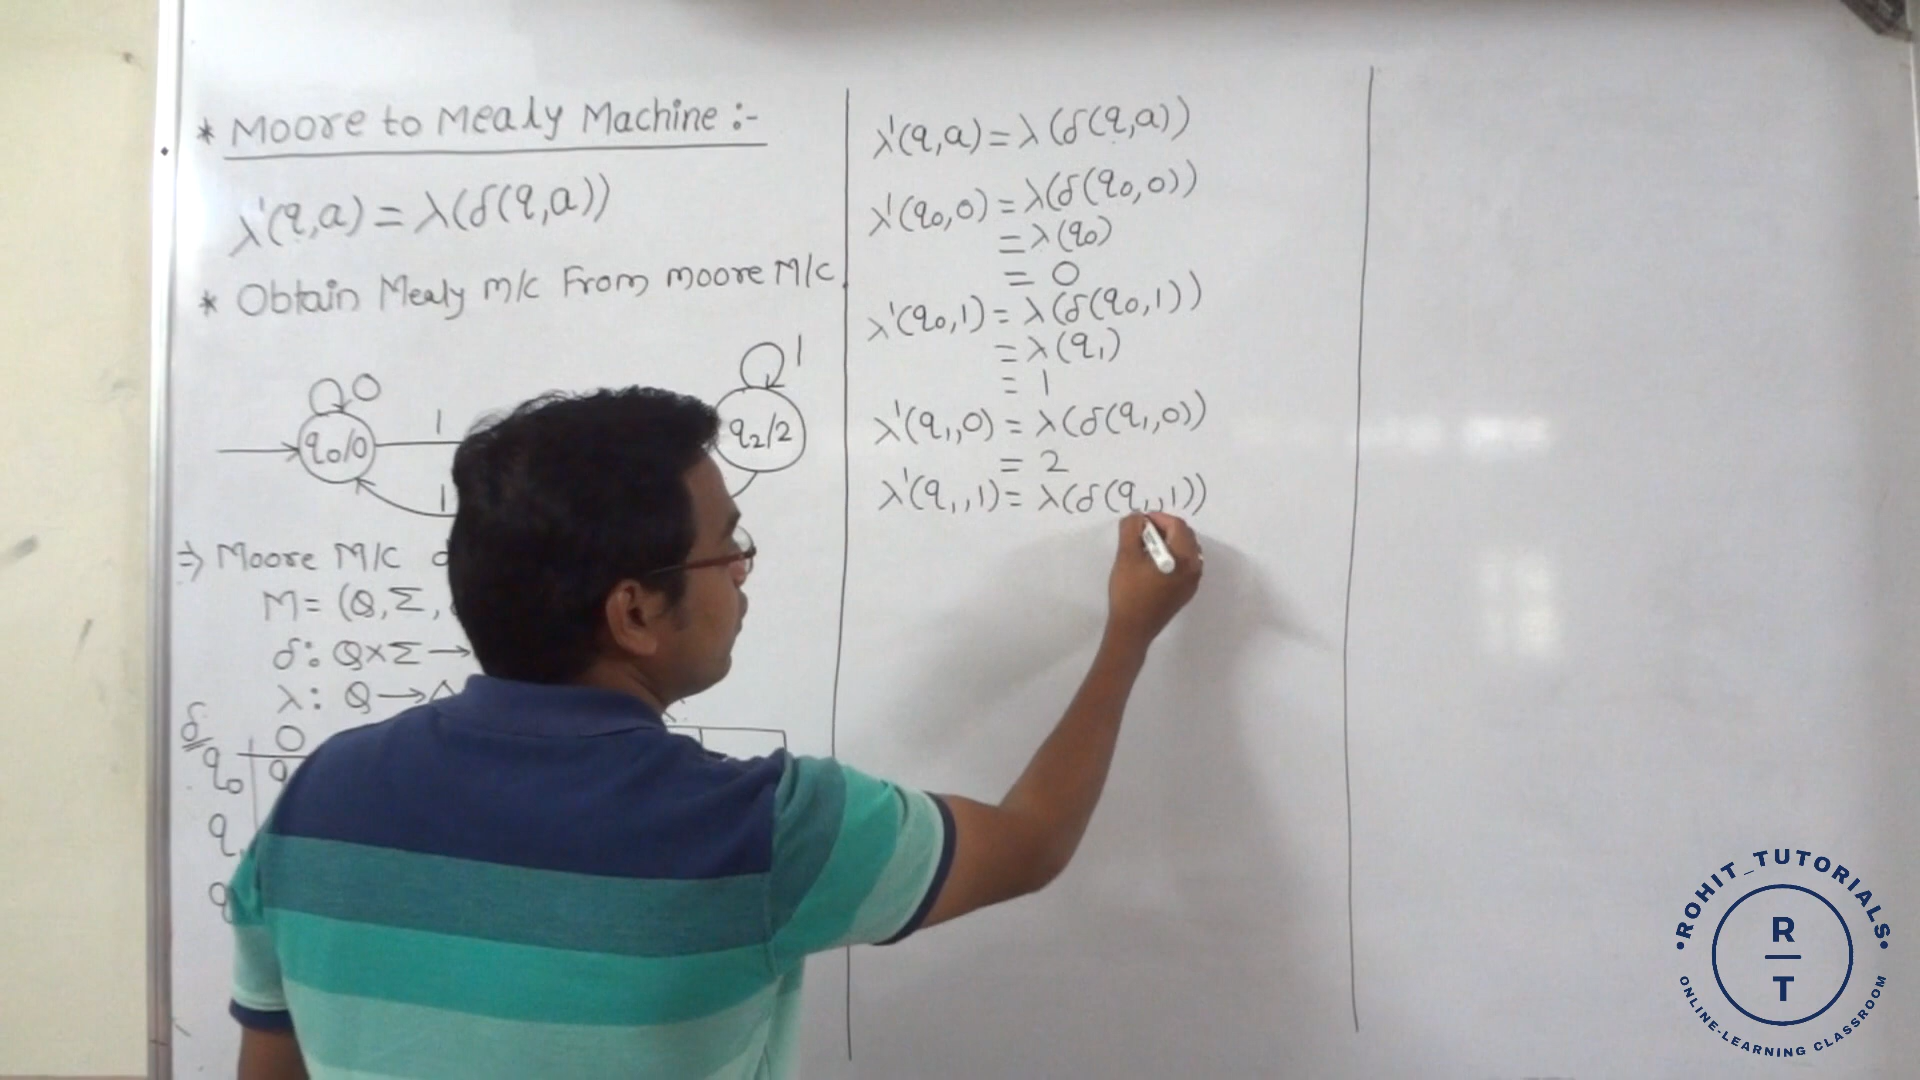 * Moore to Mealy Machine :-
λ'(q,a) = λ(δ(q,a))
* Obtain Mealy m/c From moore M/c
0
1
1
q₀/0
q₂/2
1
⇒ Moore M/c
M = (Q, Σ,
δ: Q×Σ →
λ: Q → Δ
δ
0
q₀
q
q₁
q
λ'(q,a) = λ(δ(q,a))
λ'(q₀,0) = λ(δ(q₀,0))
= λ(q₀)
= 0
λ'(q₀,1) = λ(δ(q₀,1))
= λ(q₁)
= 1
λ'(q₁,0) = λ(δ(q₁,0))
= 2
λ'(q₁,1) = λ(δ(q₁,1))
•ROHIT_TUTORIALS•
R
T
ONLINE-LEARNING CLASSROOM